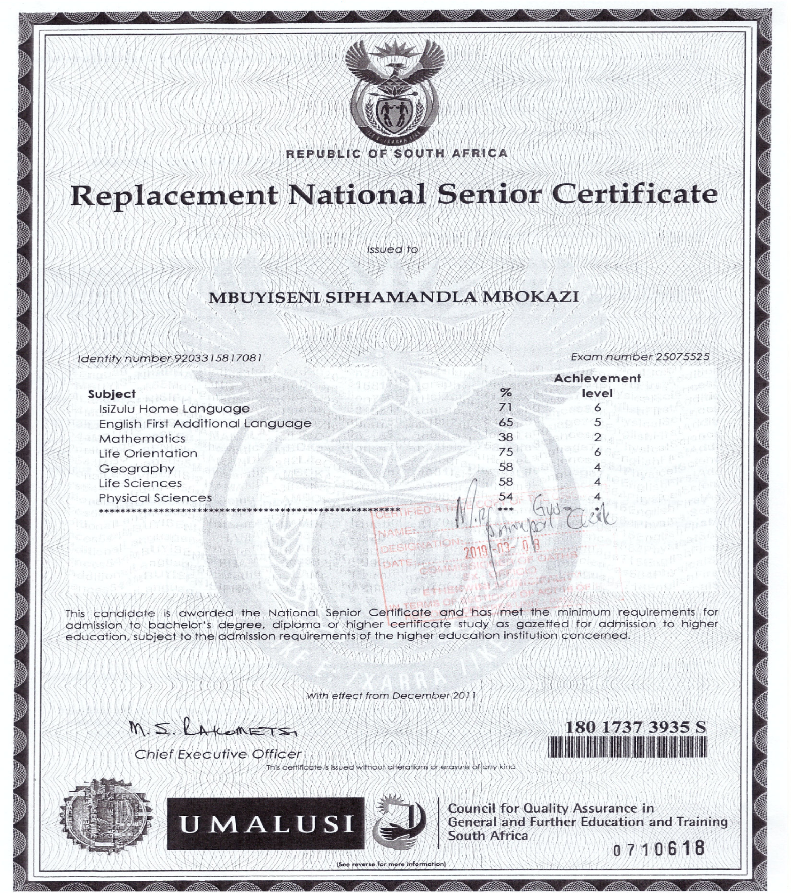 REPUBLIC OF SOUTH AFRICA
Replacement National Senior Certificate
Issued to
MBUYISENI SIPHAMANDLA MBOKAZI
Identity number 9203315817081 Exam number 25075525
Subject % Achievement level
IsiZulu Home Language 71 6
English First Additional Language 65 5
Mathematics 38 2
Life Orientation 75 6
Geography 58 4
Life Sciences 58 4
Physical Sciences 54 4
CERTIFIED A TRUE
NAME:
DESIGNATION:
DATE:
principal Clerk
This candidate is awarded the National Senior Certificate and has met the minimum requirements for
admission to bachelor's degree, diploma or higher certificate study as gazetted for admission to higher
education, subject to the admission requirements of the higher education institution concerned.
With effect from December 2011
M. S. RAKOMETSI
180 1737 3935 S
Chief Executive Officer
This certificate is issued without alterations or erasures of any kind
UMALUSI
Council for Quality Assurance in
General and Further Education and Training
South Africa
0710618
(See reverse for more information)